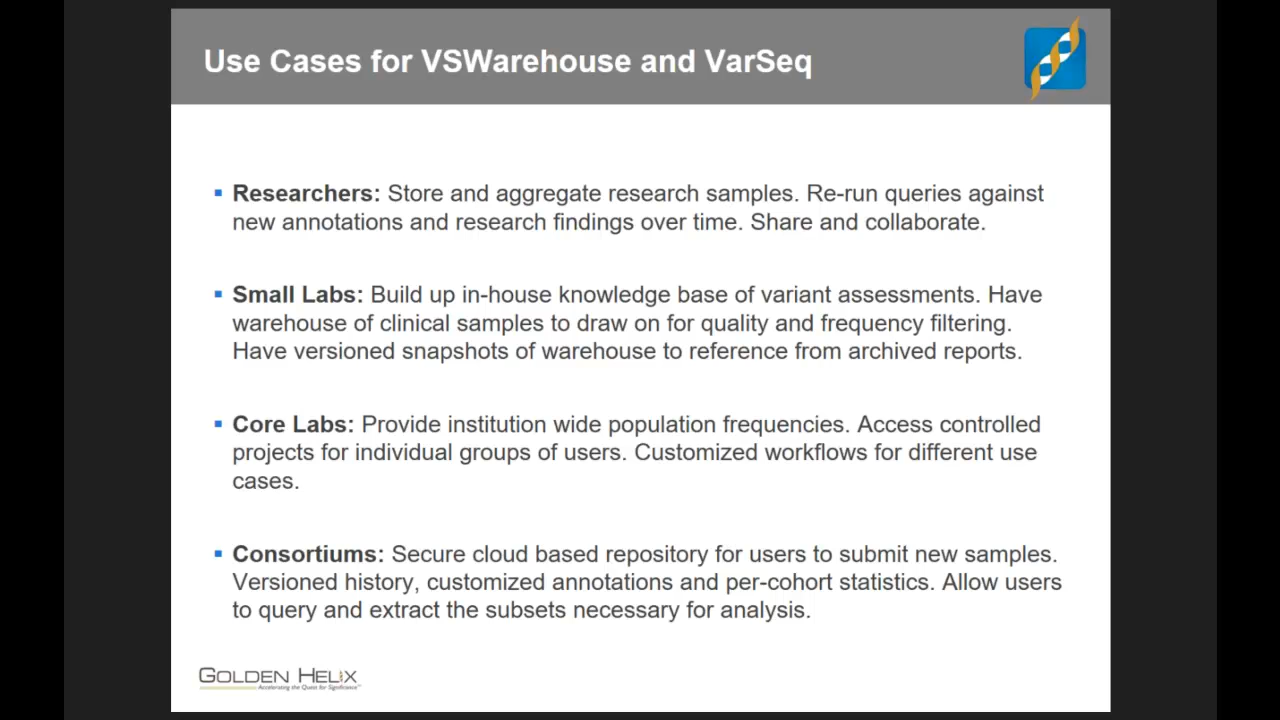 Use Cases for VSWarehouse and VarSeq
▪ Researchers: Store and aggregate research samples. Re-run queries against
new annotations and research findings over time. Share and collaborate.
▪ Small Labs: Build up in-house knowledge base of variant assessments. Have
warehouse of clinical samples to draw on for quality and frequency filtering.
Have versioned snapshots of warehouse to reference from archived reports.
▪ Core Labs: Provide institution wide population frequencies. Access controlled
projects for individual groups of users. Customized workflows for different use
cases.
▪ Consortiums: Secure cloud based repository for users to submit new samples.
Versioned history, customized annotations and per-cohort statistics. Allow users
to query and extract the subsets necessary for analysis.
GOLDEN HELIX
Accelerating the Quest for Significance™